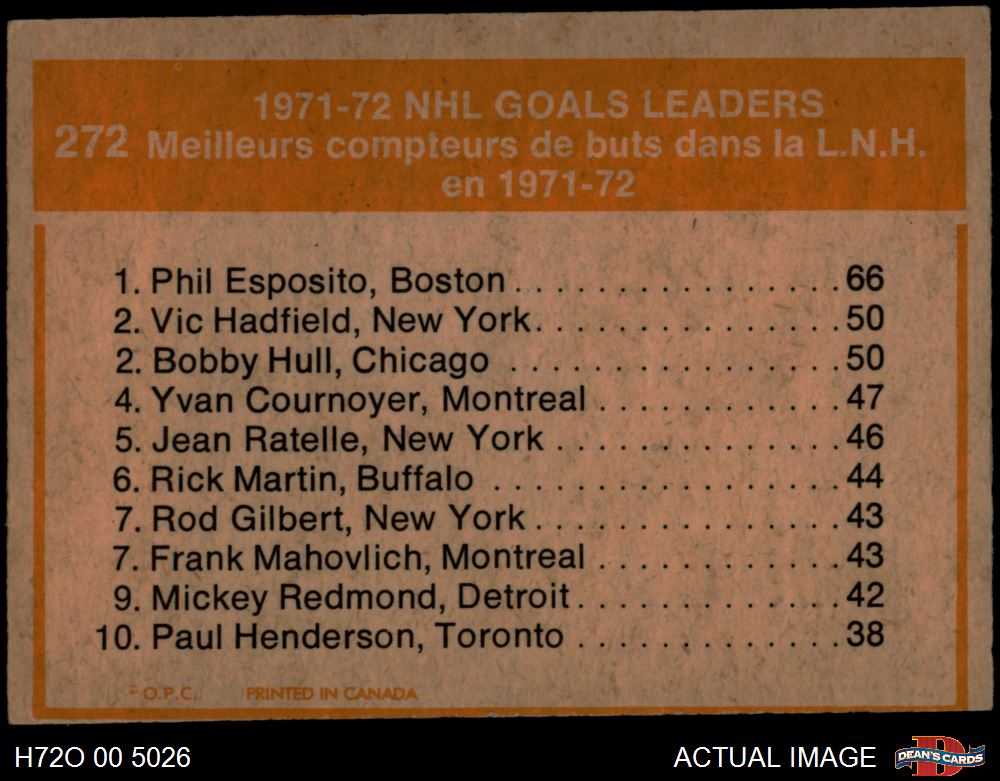 1971-72 NHL GOALS LEADERS
272 Meilleurs compteurs de buts dans la L.N.H.
en 1971-72
1. Phil Esposito, Boston . . . . . . . . . . . . . . . 66
2. Vic Hadfield, New York. . . . . . . . . . . . . . . 50
2. Bobby Hull, Chicago . . . . . . . . . . . . . . . . 50
4. Yvan Cournoyer, Montreal . . . . . . . . . . . . 47
5. Jean Ratelle, New York . . . . . . . . . . . . . . 46
6. Rick Martin, Buffalo . . . . . . . . . . . . . . . . . 44
7. Rod Gilbert, New York . . . . . . . . . . . . . . . 43
7. Frank Mahovlich, Montreal . . . . . . . . . . . . 43
9. Mickey Redmond, Detroit. . . . . . . . . . . . . 42
10. Paul Henderson, Toronto . . . . . . . . . . . . . 38
© O.P.C. PRINTED IN CANADA
H72O 00 5026
ACTUAL IMAGE
D
DEAN'S CARDS